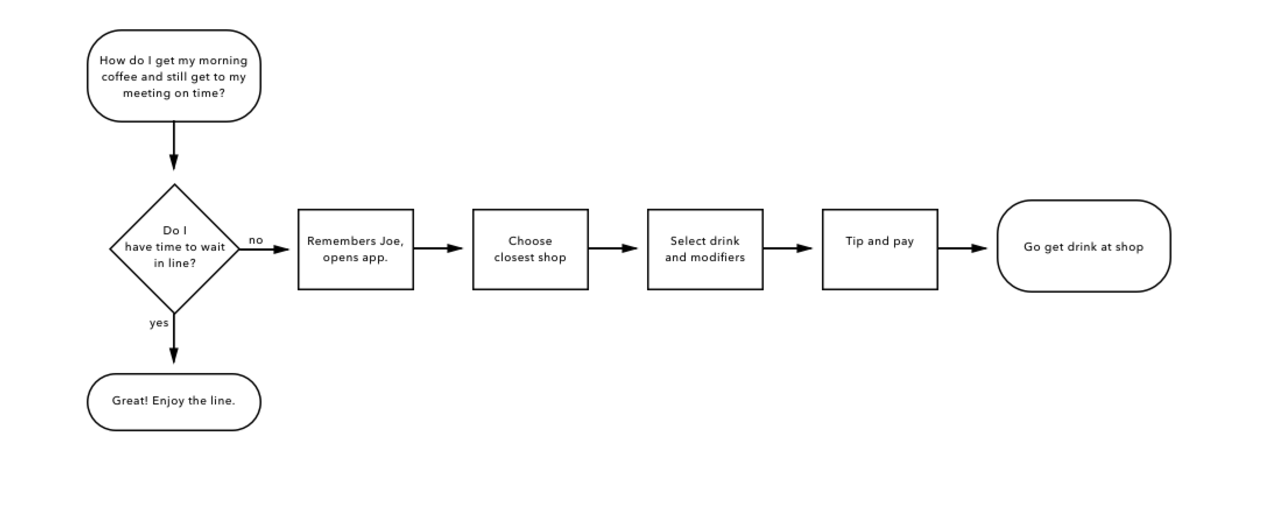 How do I get my morning
coffee and still get to my
meeting on time?
Do I
have time to wait
in line?
no
Remembers Joe,
opens app.
Choose
closest shop
Select drink
and modifiers
Tip and pay
Go get drink at shop
yes
Great! Enjoy the line.